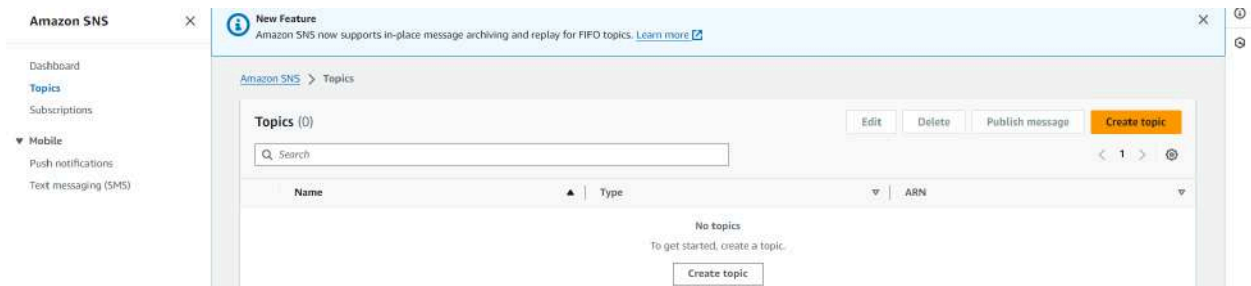 Amazon SNS
Dashboard
Topics
Subscriptions
Mobile
Push notifications
Text messaging (SMS)
New Feature
Amazon SNS now supports in-place message archiving and replay for FIFO topics. Learn more
Amazon SNS > Topics
Topics (0)
Edit Delete Publish message Create topic
Search
< 1 >
Name Type ARN
No topics
To get started, create a topic.
Create topic